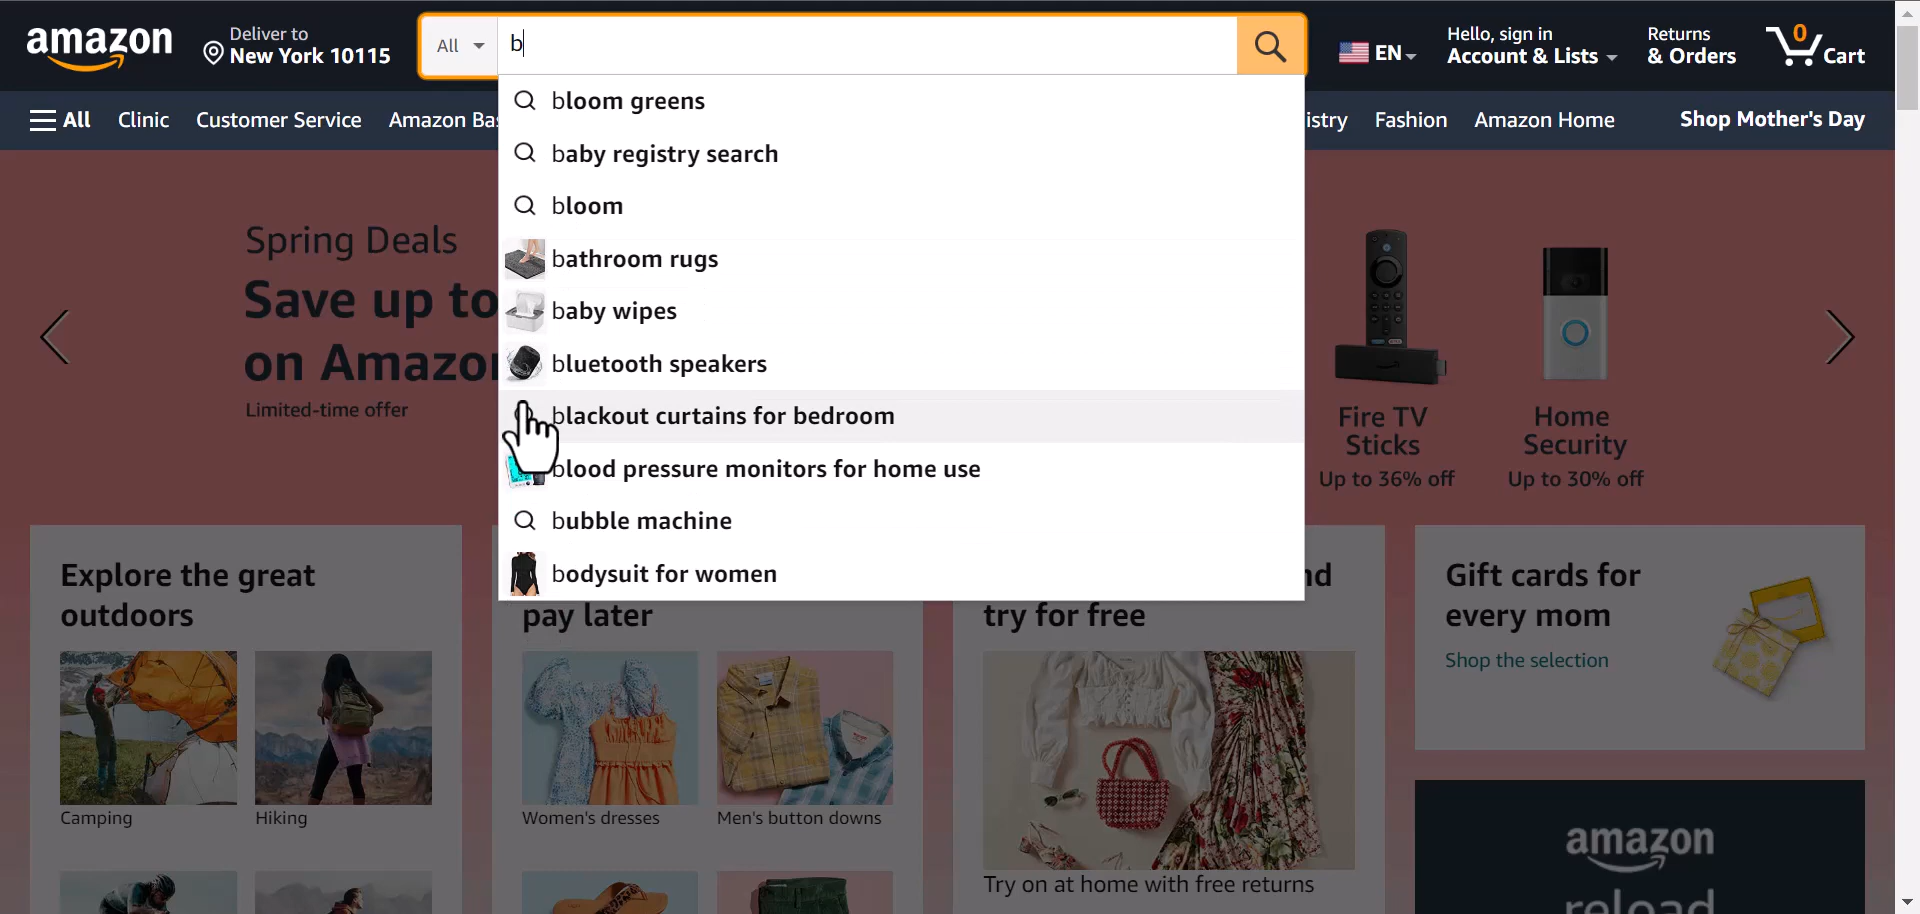 amazon
Deliver to
New York 10115
All
b
EN
Hello, sign in
Account & Lists
Returns
& Orders
0
Cart
All
Clinic
Customer Service
Amazon Bas
istry
Fashion
Amazon Home
Shop Mother's Day
bloom greens
baby registry search
bloom
bathroom rugs
baby wipes
bluetooth speakers
blackout curtains for bedroom
blood pressure monitors for home use
bubble machine
bodysuit for women
Spring Deals
Save up to
on Amazon
Limited-time offer
Fire TV
Sticks
Up to 36% off
Home
Security
Up to 30% off
Explore the great
outdoors
Camping
Hiking
pay later
Women's dresses
Men's button downs
nd
try for free
Try on at home with free returns
Gift cards for
every mom
Shop the selection
amazon
reload